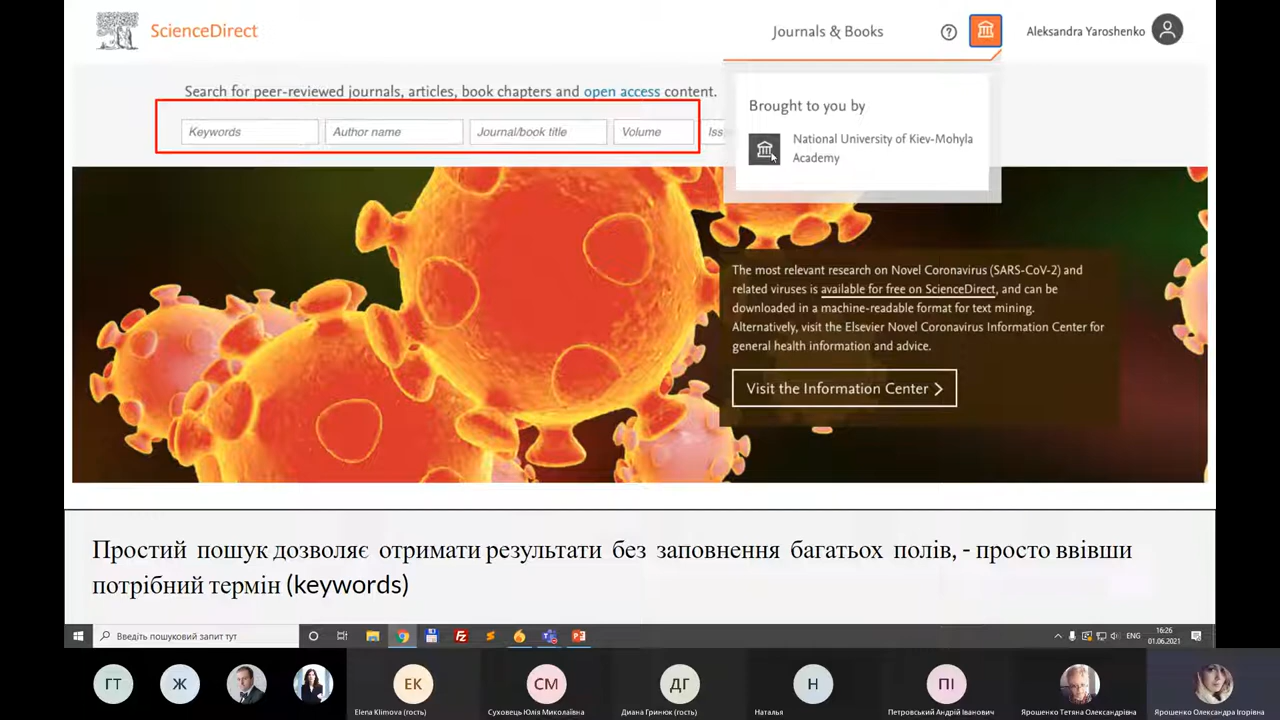 ScienceDirect
Journals & Books
?
Aleksandra Yaroshenko
Search for peer-reviewed journals, articles, book chapters and open access content.
Keywords
Author name
Journal/book title
Volume
Iss
Brought to you by
National University of Kiev-Mohyla
Academy
The most relevant research on Novel Coronavirus (SARS-CoV-2) and
related viruses is available for free on ScienceDirect, and can be
downloaded in a machine-readable format for text mining.
Alternatively, visit the Elsevier Novel Coronavirus Information Center for
general health information and advice.
Visit the Information Center
Простий пошук дозволяє отримати результати без заповнення багатьох полів, - просто ввівши
потрібний термін (keywords)
Введіть пошуковий запит тут
ENG
16:26
01.06.2021
ГТ
Ж
ЕК
СМ
ДГ
Н
ПІ
Elena Klimova (гость)
Суховець Юлія Миколаївна
Диана Гринюк (гость)
Наталья
Петровський Андрій Іванович
Ярошенко Тетяна Олександрівна
Ярошенко Олександра Ігорівна